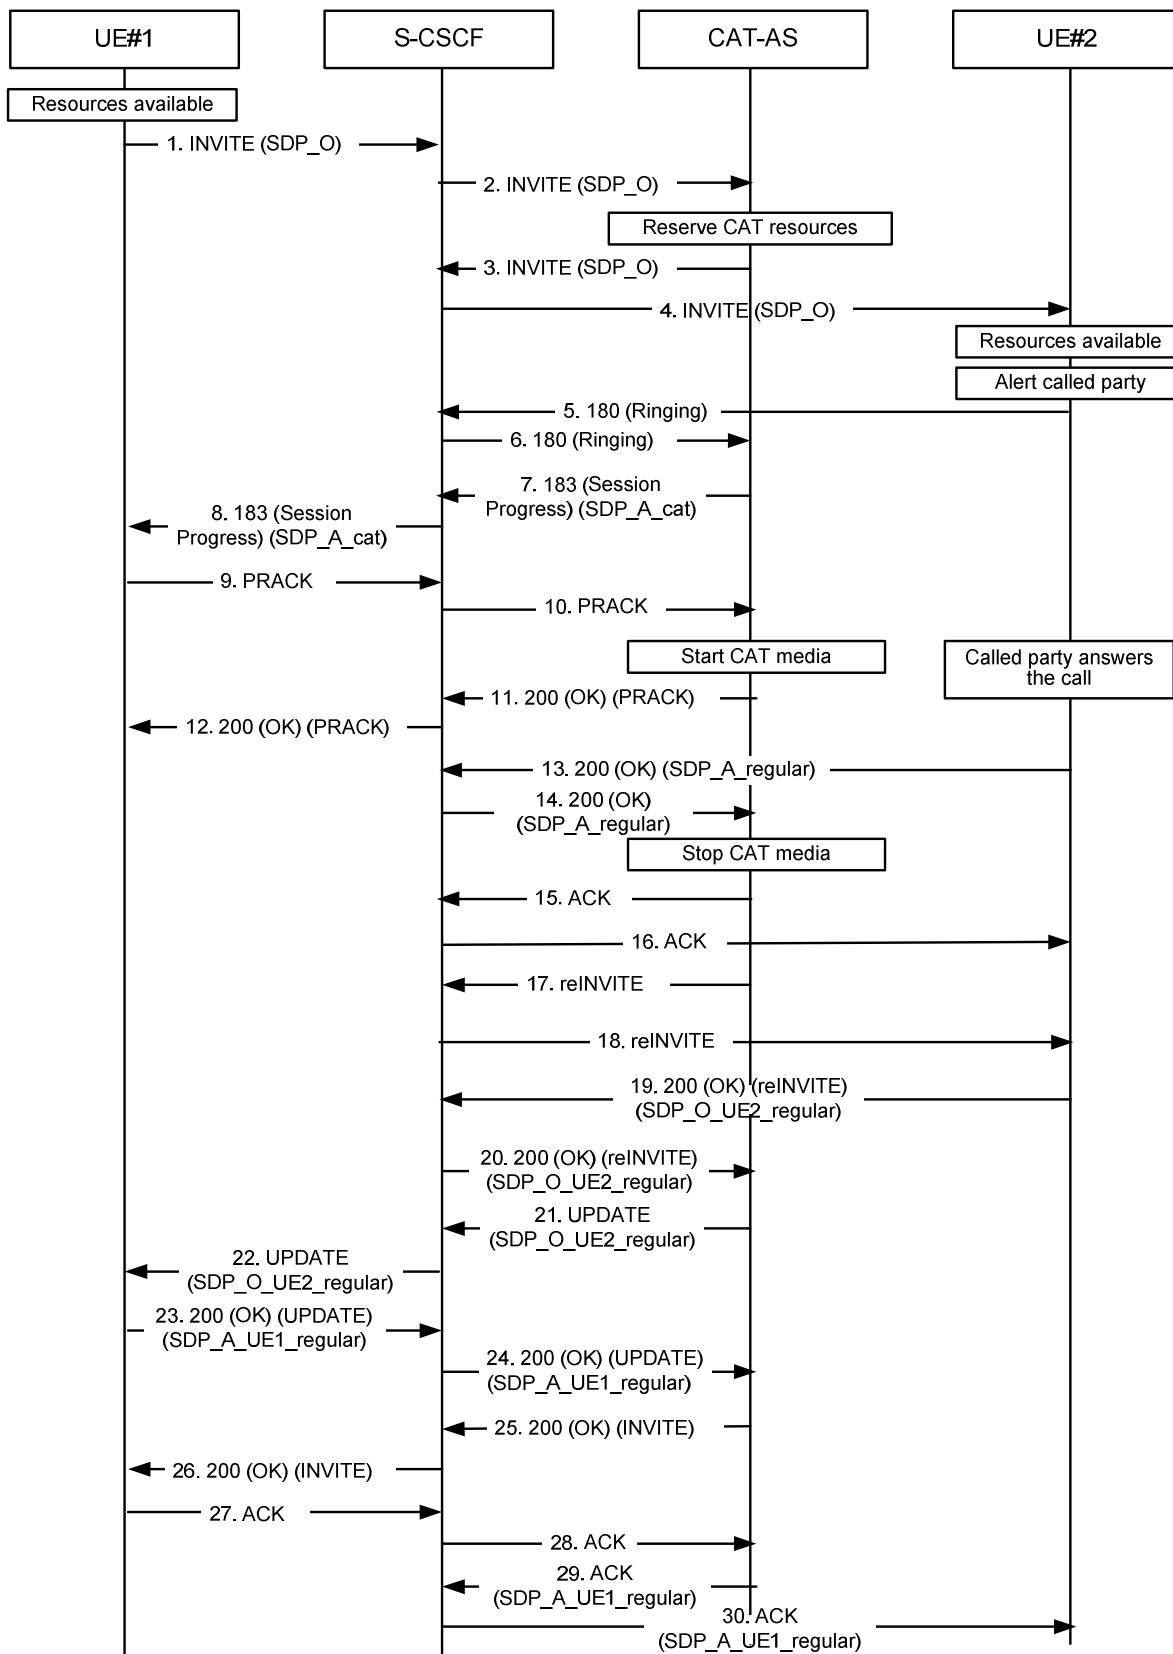 UE#1
S-CSCF
CAT-AS
UE#2
Resources available
1. INVITE (SDP_O)
2. INVITE (SDP_O)
Reserve CAT resources
3. INVITE (SDP_O)
4. INVITE (SDP_O)
Resources available
Alert called party
5. 180 (Ringing)
6. 180 (Ringing)
7. 183 (Session
Progress) (SDP_A_cat)
8. 183 (Session
Progress) (SDP_A_cat)
9. PRACK
10. PRACK
Start CAT media
Called party answers
the call
11. 200 (OK) (PRACK)
12. 200 (OK) (PRACK)
13. 200 (OK) (SDP_A_regular)
14. 200 (OK)
(SDP_A_regular)
Stop CAT media
15. ACK
16. ACK
17. reINVITE
18. reINVITE
19. 200 (OK) (reINVITE)
(SDP_O_UE2_regular)
20. 200 (OK) (reINVITE)
(SDP_O_UE2_regular)
21. UPDATE
(SDP_O_UE2_regular)
22. UPDATE
(SDP_O_UE2_regular)
23. 200 (OK) (UPDATE)
(SDP_A_UE1_regular)
24. 200 (OK) (UPDATE)
(SDP_A_UE1_regular)
25. 200 (OK) (INVITE)
26. 200 (OK) (INVITE)
27. ACK
28. ACK
29. ACK
(SDP_A_UE1_regular)
30. ACK
(SDP_A_UE1_regular)